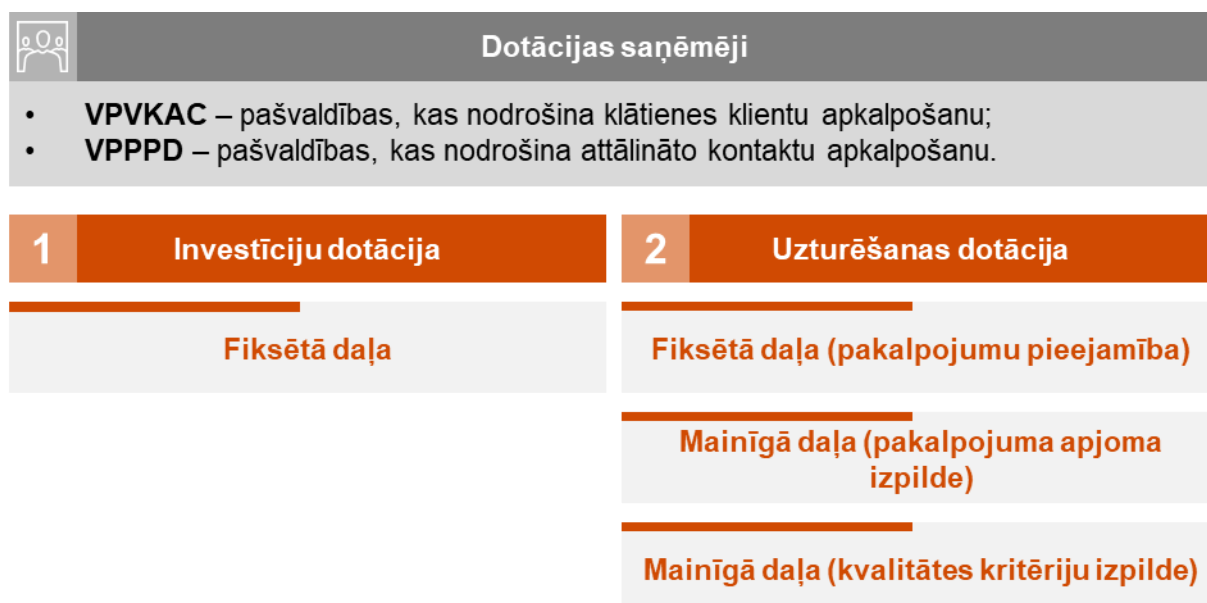 Dotācijas saņēmēji
• VPVKAC – pašvaldības, kas nodrošina klātienes klientu apkalpošanu;
• VPPPD – pašvaldības, kas nodrošina attālināto kontaktu apkalpošanu.
1 Investīciju dotācija
2 Uzturēšanas dotācija
Fiksētā daļa
Fiksētā daļa (pakalpojumu pieejamība)
Mainīgā daļa (pakalpojuma apjoma
izpilde)
Mainīgā daļa (kvalitātes kritēriju izpilde)